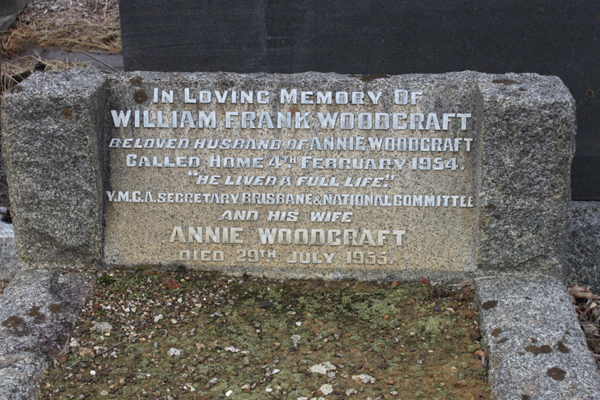 In Loving Memory Of
WILLIAM FRANK WOODCRAFT
BELOVED HUSBAND OF ANNIE WOODCRAFT
CALLED HOME 4TH FEBRUARY 1954.
"HE LIVED A FULL LIFE."
Y.M.C.A. SECRETARY BRISBANE & NATIONAL COMMITTEE
AND HIS WIFE
ANNIE WOODCRAFT
DIED 29TH JULY 1955.